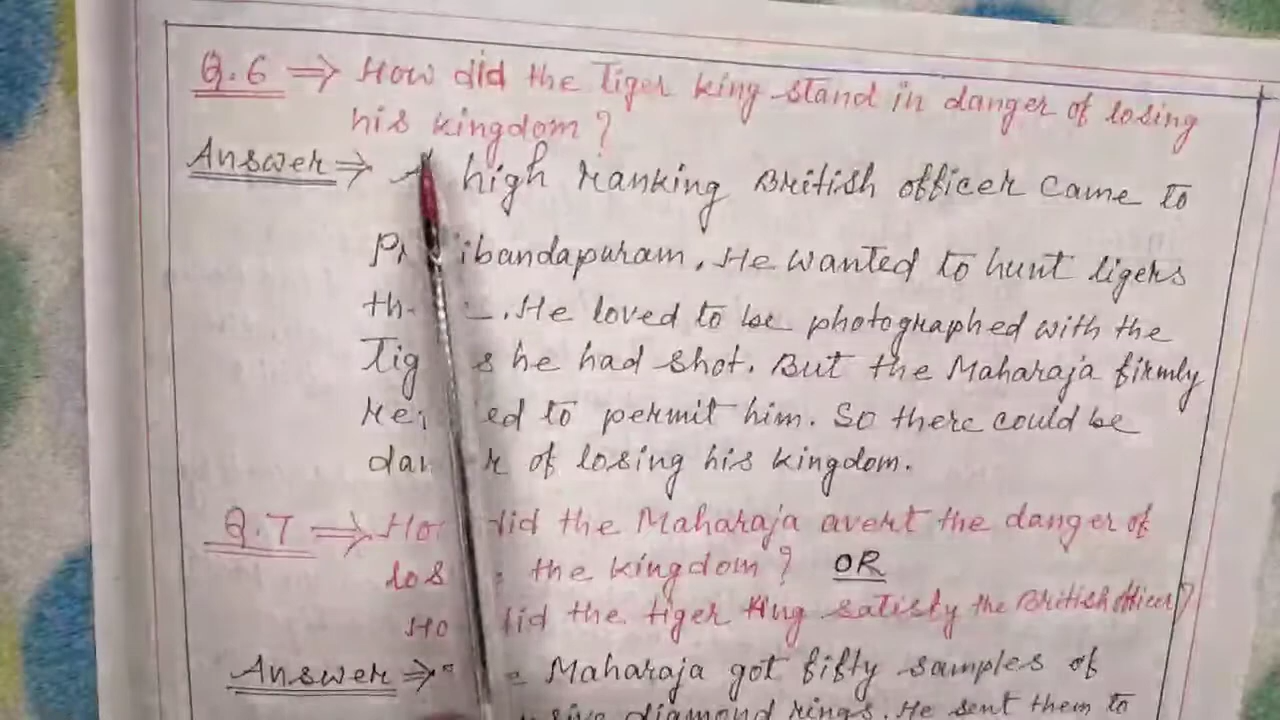 Q.6 ⇒ How did the Tiger king stand in danger of losing
his kingdom?
Answer ⇒ A high ranking British officer came to
ibandapuram. He wanted to hunt tigers
He loved to be photographed with the
he had shot. But the Maharaja firmly
to permit him. So there could be
of losing his kingdom.
Q.7 ⇒ did the Maharaja avert the danger of
the kingdom? OR
did the tiger King satisfy the British officer?
Answer ⇒ Maharaja got fifty samples of
diamond rings. He sent them to